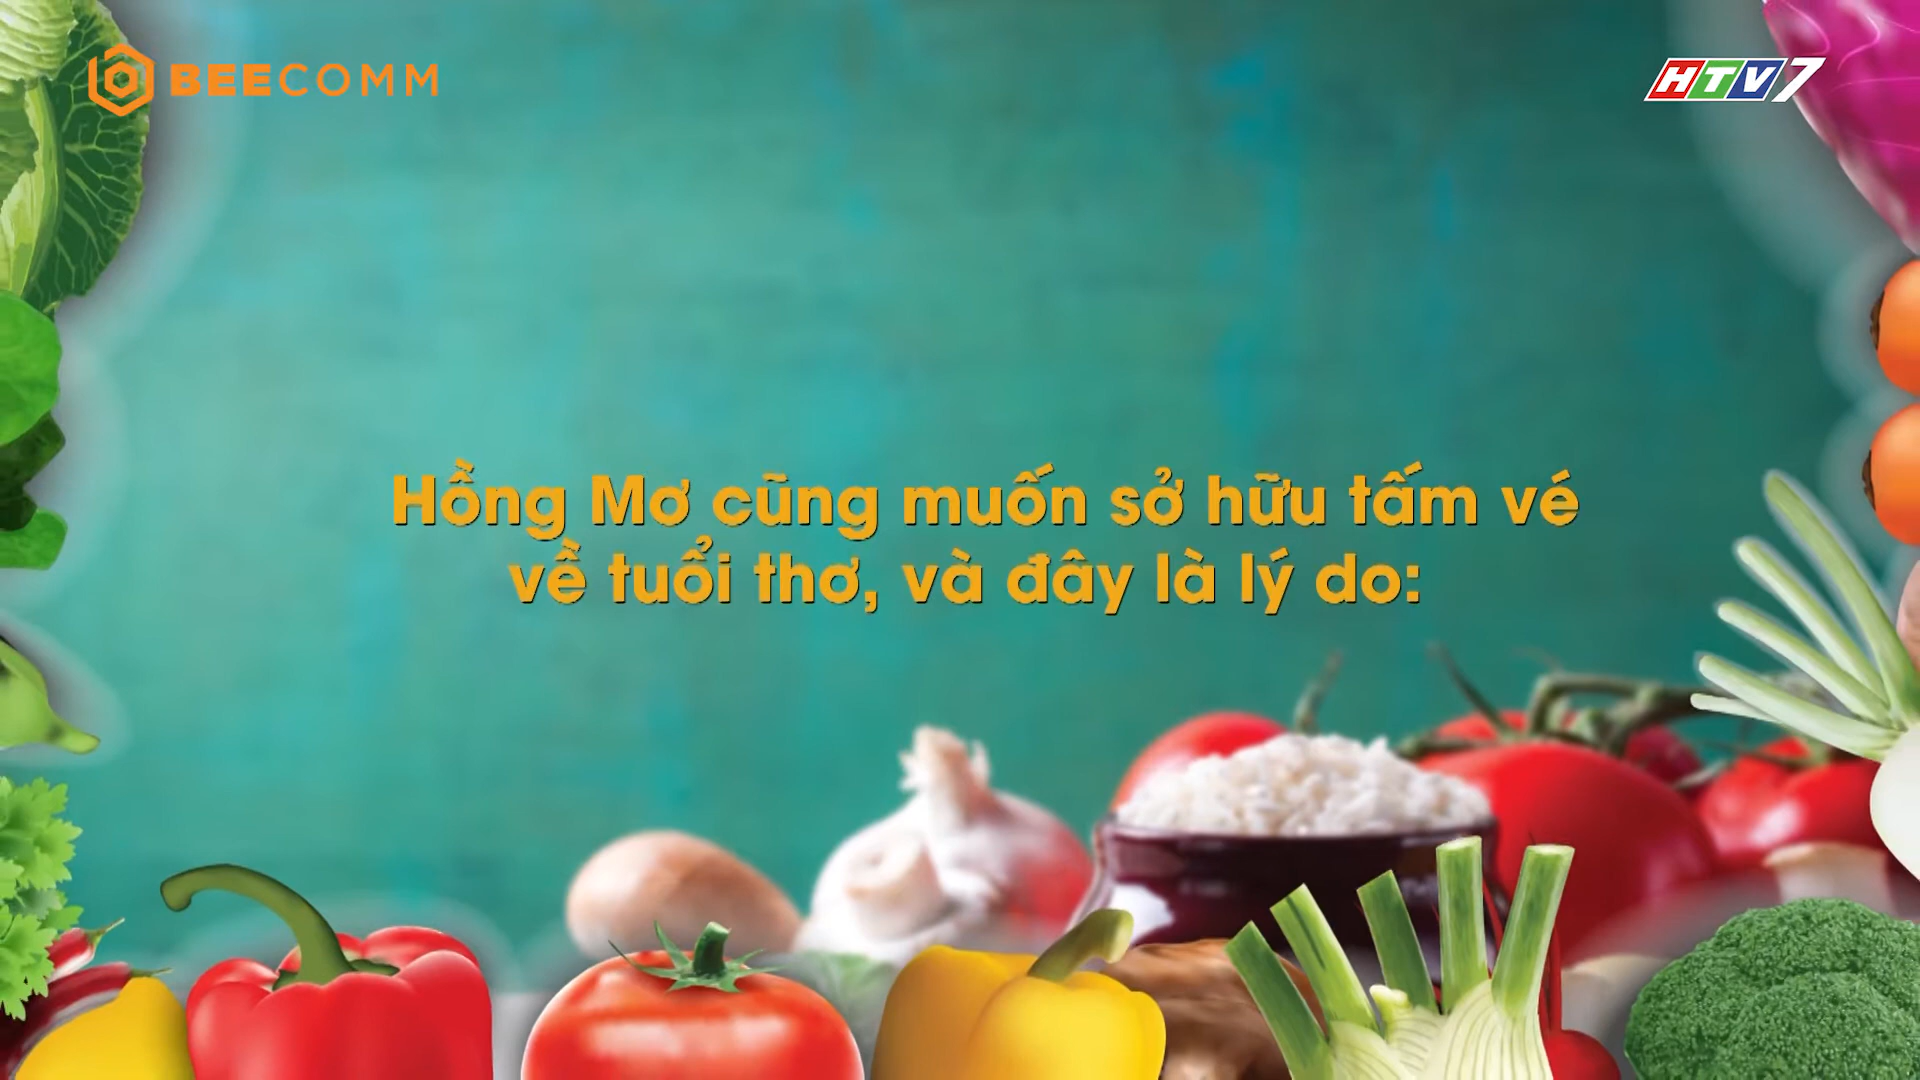 BEECOMM
HTV7
Hồng Mơ cũng muốn sở hữu tấm vé
về tuổi thơ, và đây là lý do: